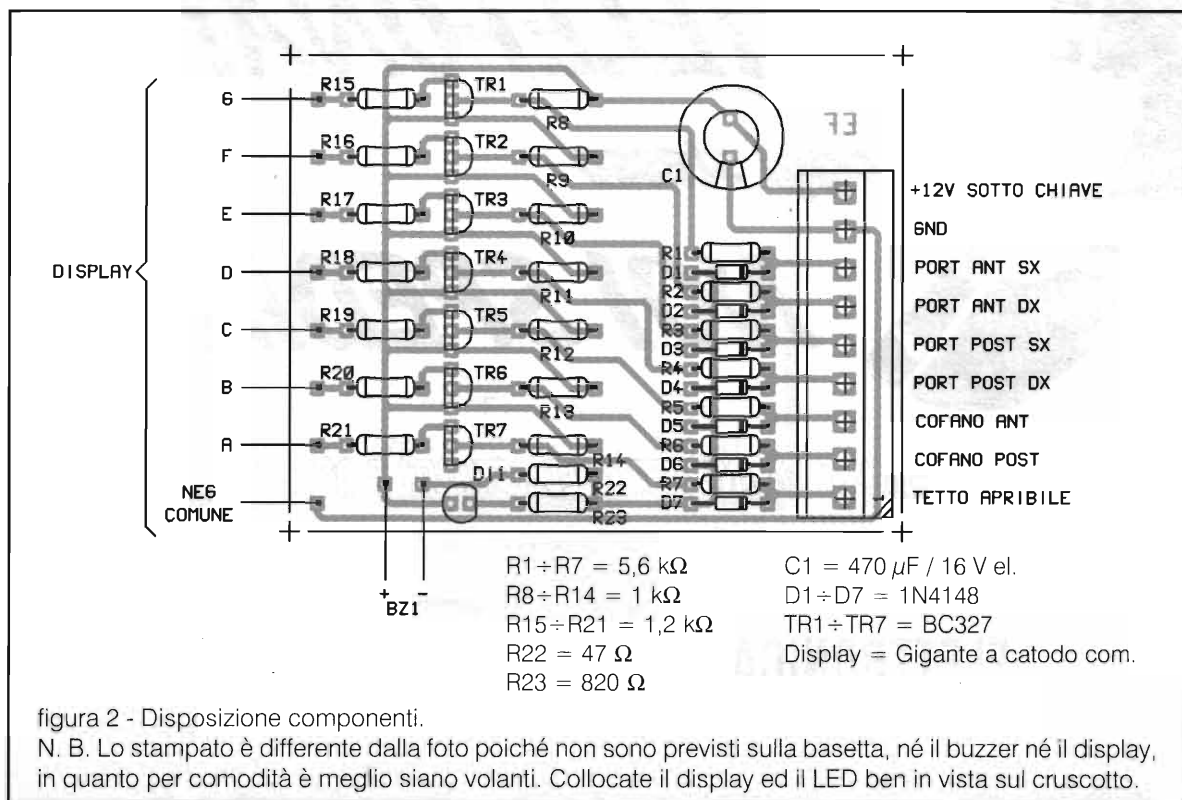 R15
TR1
G
R8
R16
TR2
F
R9
C1
+12V SOTTO CHIAVE
R17
TR3
E
R10
GND
R18
TR4
R1
DISPLAY
D
D1
PORT ANT SX
R11
R2
R19
TR5
D2
PORT ANT DX
C
R12
R3
D3
PORT POST SX
R20
TR6
R4
B
D4
PORT POST DX
R13
R5
R21
TR7
D5
COFANO ANT
A
R14
R6
Dl1
D6
COFANO POST
R22
R7
NEG
COMUNE
R23
D7
1
TETTO APRIBILE
+ -
BZ1
R1÷R7 = 5,6 kΩ
R8÷R14 = 1 kΩ
R15÷R21 = 1,2 kΩ
R22 = 47 Ω
R23 = 820 Ω
C1 = 470 µF / 16 V el.
D1÷D7 = 1N4148
TR1÷TR7 = BC327
Display = Gigante a catodo com.
figura 2 - Disposizione componenti.
N. B. Lo stampato è differente dalla foto poiché non sono previsti sulla basetta, né il buzzer né il display,
in quanto per comodità è meglio siano volanti. Collocate il display ed il LED ben in vista sul cruscotto.